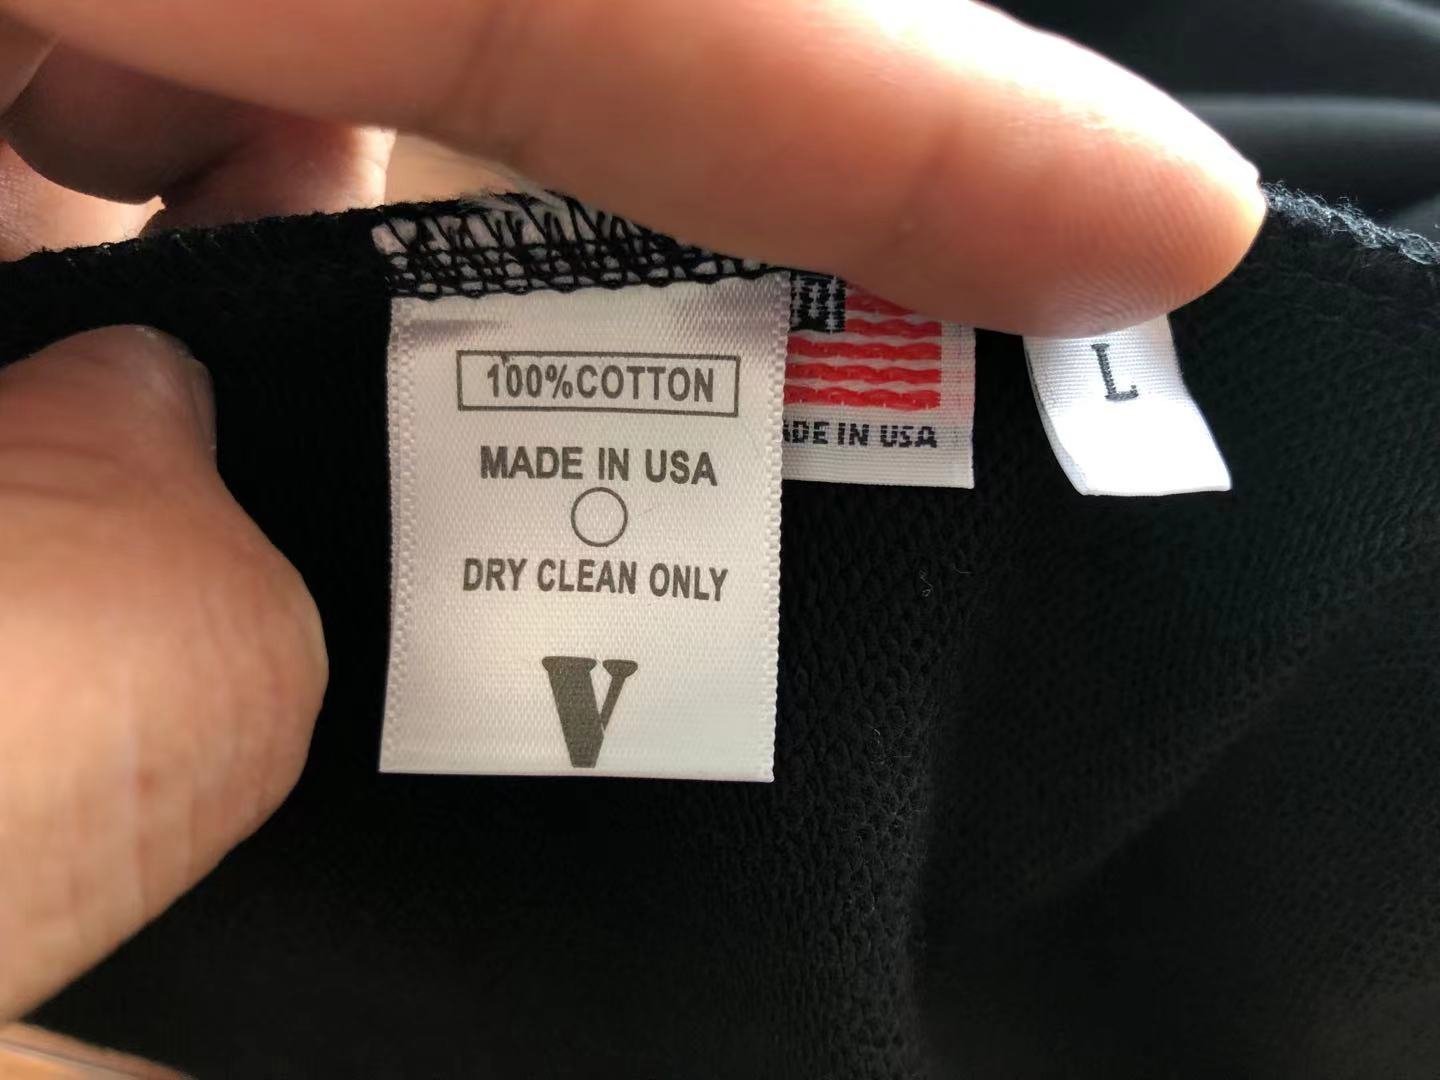 100%COTTON
MADE IN USA
DRY CLEAN ONLY
V
ADE IN USA
L